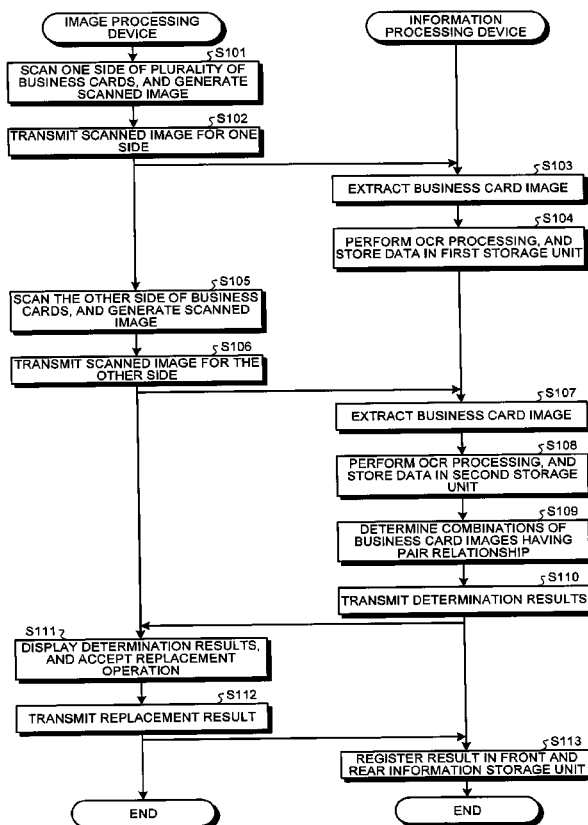 IMAGE PROCESSING
DEVICE
INFORMATION
PROCESSING DEVICE
S101
SCAN ONE SIDE OF PLURALITY OF
BUSINESS CARDS, AND GENERATE
SCANNED IMAGE
S102
TRANSMIT SCANNED IMAGE FOR ONE
SIDE
S103
EXTRACT BUSINESS CARD IMAGE
S104
PERFORM OCR PROCESSING, AND
STORE DATA IN FIRST STORAGE
UNIT
S105
SCAN THE OTHER SIDE OF BUSINESS
CARDS, AND GENERATE SCANNED
IMAGE
S106
TRANSMIT SCANNED IMAGE FOR THE
OTHER SIDE
S107
EXTRACT BUSINESS CARD IMAGE
S108
PERFORM OCR PROCESSING, AND
STORE DATA IN SECOND STORAGE
UNIT
S109
DETERMINE COMBINATIONS OF
BUSINESS CARD IMAGES HAVING
PAIR RELATIONSHIP
S110
TRANSMIT DETERMINATION RESULTS
S111
DISPLAY DETERMINATION RESULTS,
AND ACCEPT REPLACEMENT
OPERATION
S112
TRANSMIT REPLACEMENT RESULT
S113
REGISTER RESULT IN FRONT AND
REAR INFORMATION STORAGE UNIT
END
END